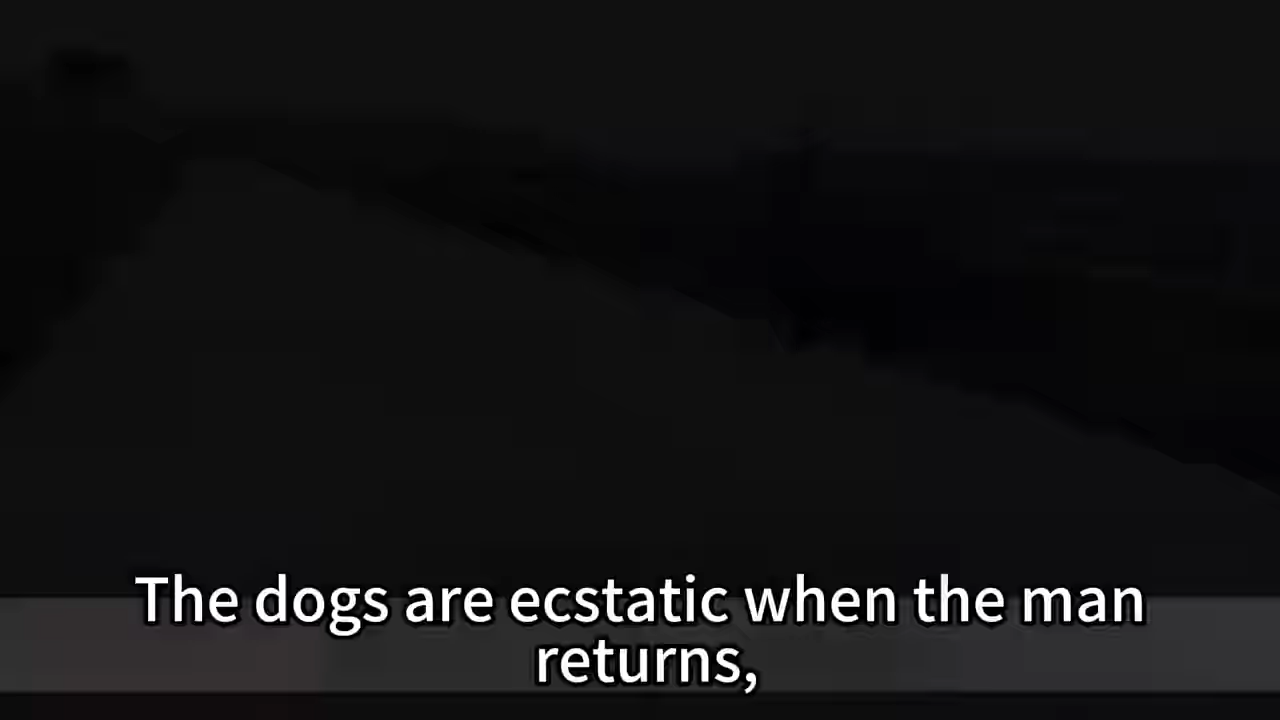 The dogs are ecstatic when the man
returns,